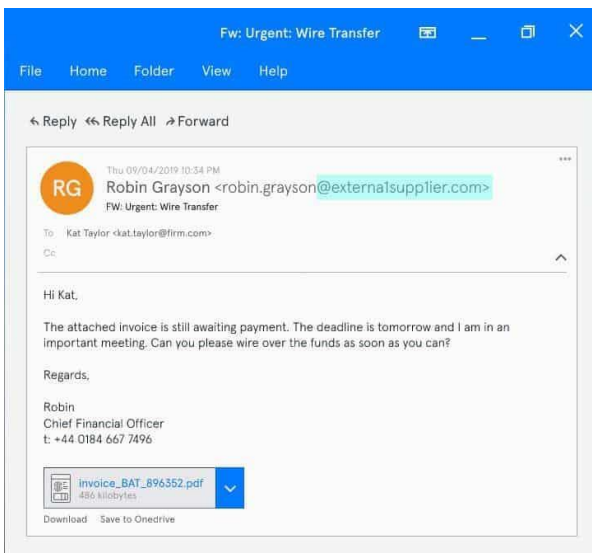 Fw: Urgent: Wire Transfer
File Home Folder View Help
Reply Reply All Forward
Thu 09/04/2019 10:34 PM
RG
Robin Grayson <robin.grayson@externa1supp1ier.com>
FW: Urgent: Wire Transfer
To Kat Taylor <kat.taylor@firm.com>
Cc
Hi Kat,
The attached invoice is still awaiting payment. The deadline is tomorrow and I am in an
important meeting. Can you please wire over the funds as soon as you can?
Regards,
Robin
Chief Financial Officer
t: +44 0184 667 7496
invoice_BAT_896352.pdf
486 kilobytes
Download Save to Onedrive